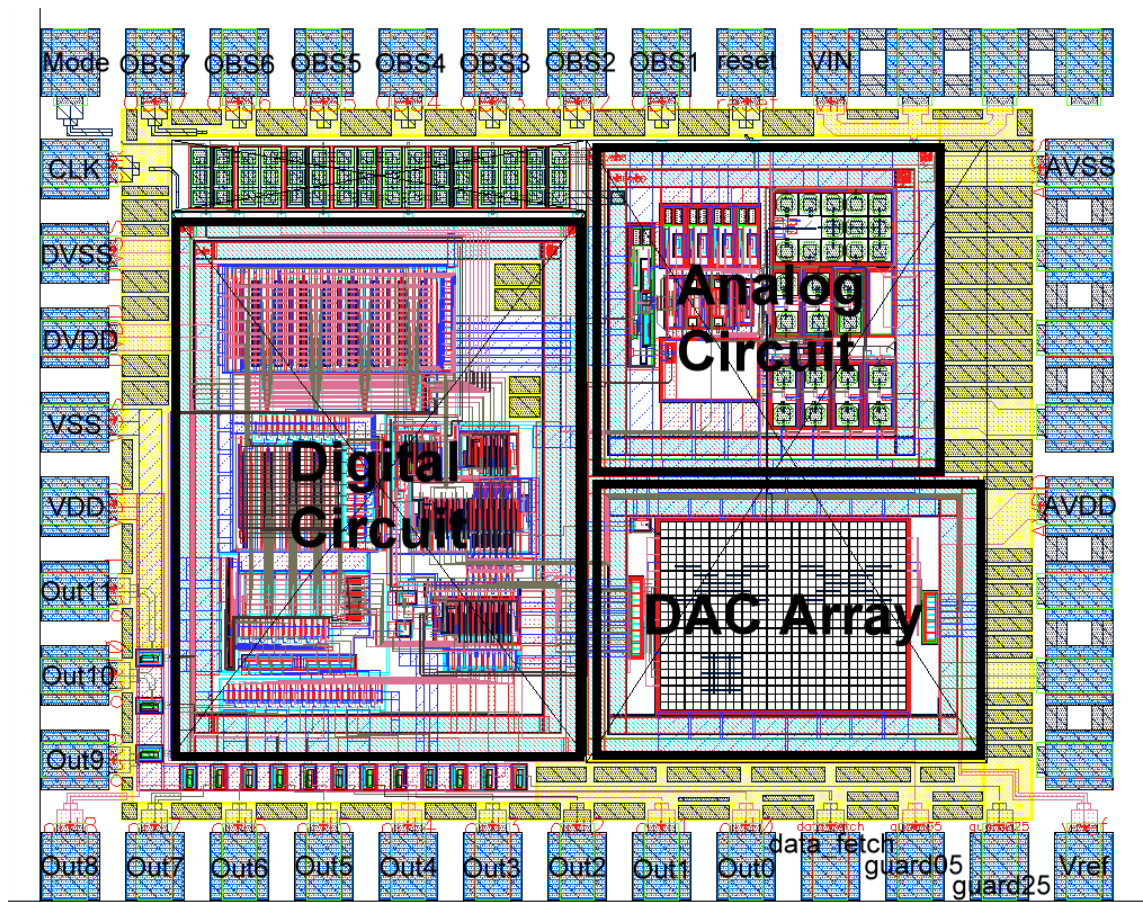 Mode OBS7 OBS6 OBS5 OBS4 OBS3 OBS2 OBS1 reset VIN
CLK
AVSS
DVSS
DVDD
VSS
VDD
AVDD
Out11
Out10
Out9
Analog
Circuit
Digital
Circuit
DAC Array
data_fetch
Out8 Out7 Out6 Out5 Out4 Out3 Out2 Out1 Out0 guard05 Vref
guard25